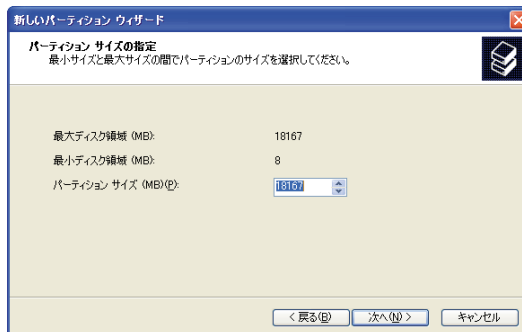 新しいパーティション ウィザード
パーティション サイズの指定
最小サイズと最大サイズの間でパーティションのサイズを選択してください。
最大ディスク領域 (MB): 18167
最小ディスク領域 (MB): 8
パーティション サイズ (MB)(P): 18167
< 戻る(B) 次へ(N) > キャンセル